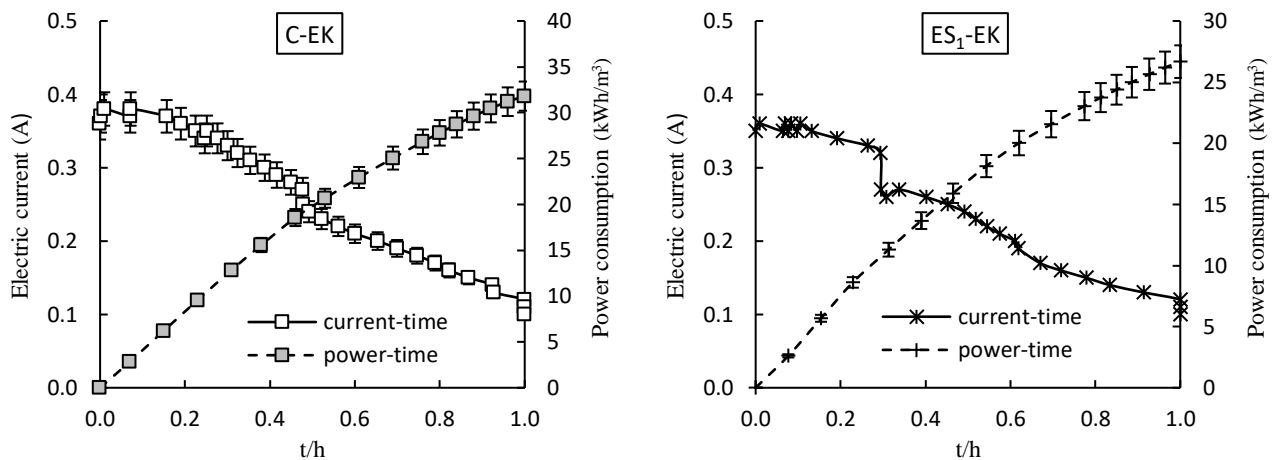 C-EK
Electric current (A)
0.5
0.4
0.3
0.2
0.1
0.0
Power consumption (kWh/m³)
40
35
30
25
20
15
10
5
0
current-time
power-time
0.0 0.2 0.4 0.6 0.8 1.0
t/h
ES₁-EK
Electric current (A)
0.5
0.4
0.3
0.2
0.1
0.0
Power consumption (kWh/m³)
30
25
20
15
10
5
0
current-time
power-time
0.0 0.2 0.4 0.6 0.8 1.0
t/h